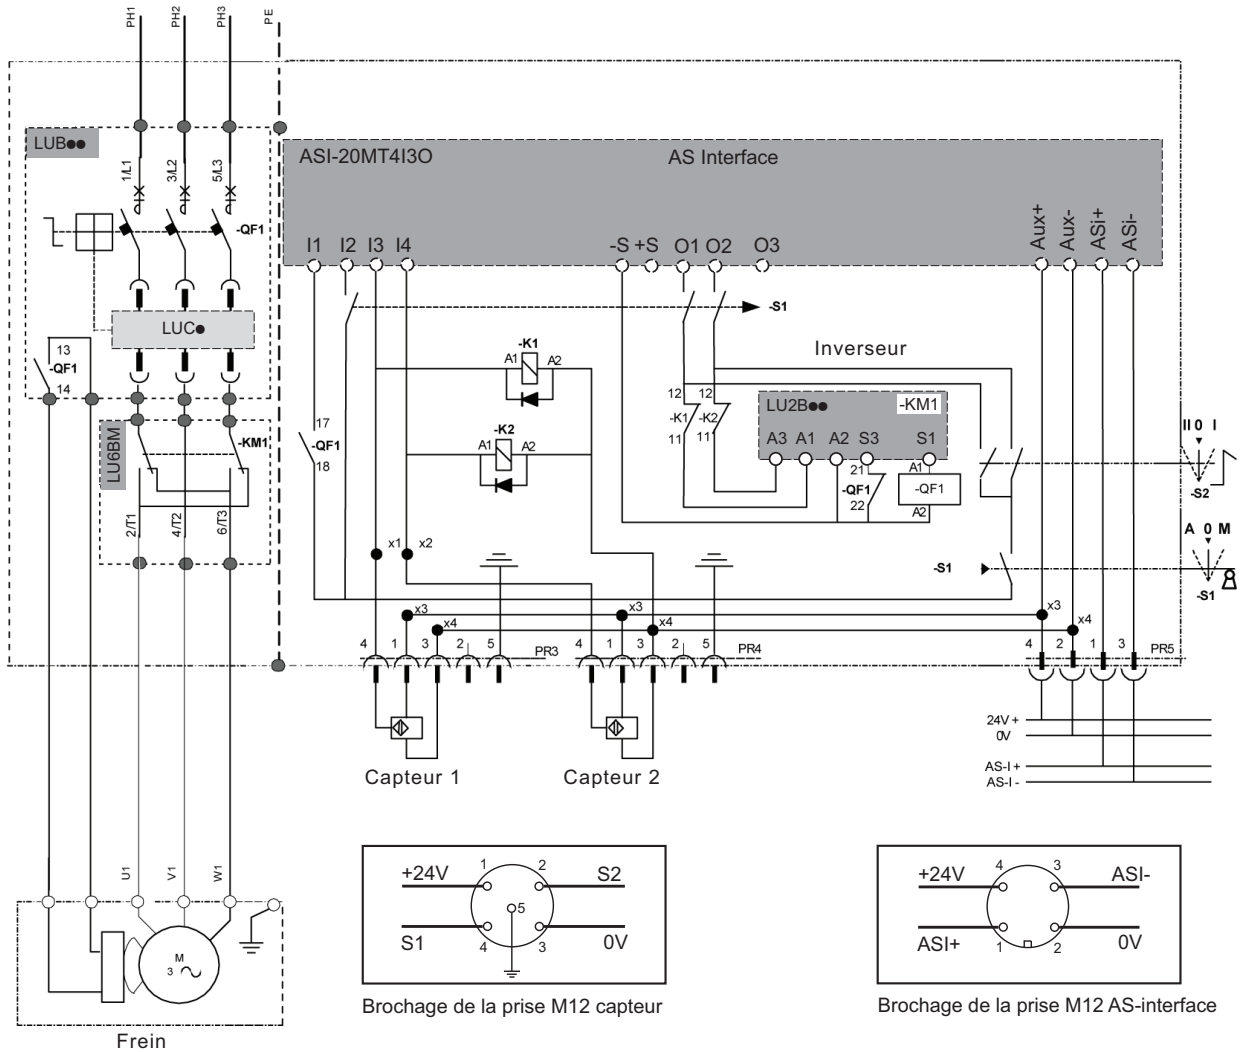 PH1 PH2 PH3 PE
LUB●●
ASI-20MT4I3O AS Interface
1/L1 3/L2 5/L3
-QF1
I1 I2 I3 I4 -S +S O1 O2 O3 Aux+ Aux- ASi+ ASi-
-S1
LUC●
13
-QF1
14
-K1
A1 A2
Inverseur
12 12
-K1 -K2
11 11
LU2B●● -KM1
A3 A1 A2 S3 S1
17
-QF1
18
-K2
A1 A2
LU6BM
-KM1
21
-QF1
22
A1
-QF1
A2
II 0 I
-S2
2/T1 4/T2 6/T3
x1 x2
-S1
A 0 M
-S1
x3 x3 x3
x4 x4 x4
4 1 3 2 5 PR3
4 1 3 2 5 PR4
4 2 1 3 PR5
24V +
0V
AS-I +
AS-I -
Capteur 1 Capteur 2
U1 V1 W1
M
3
Frein
+24V 1 2 S2
5
S1 4 3 0V
Brochage de la prise M12 capteur
+24V 4 3 ASI-
ASI+ 1 2 0V
Brochage de la prise M12 AS-interface